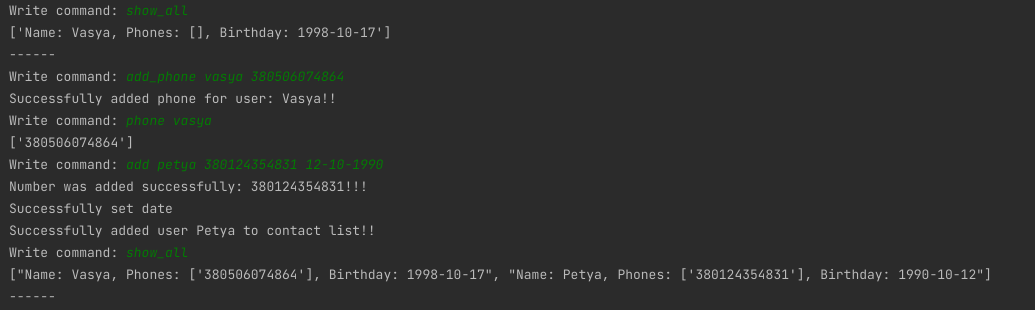 Write command: show_all
['Name: Vasya, Phones: [], Birthday: 1998-10-17']
------
Write command: add_phone vasya 380506074864
Successfully added phone for user: Vasya!!
Write command: phone vasya
['380506074864']
Write command: add petya 380124354831 12-10-1990
Number was added successfully: 380124354831!!!
Successfully set date
Successfully added user Petya to contact list!!
Write command: show_all
["Name: Vasya, Phones: ['380506074864'], Birthday: 1998-10-17", "Name: Petya, Phones: ['380124354831'], Birthday: 1990-10-12"]
------